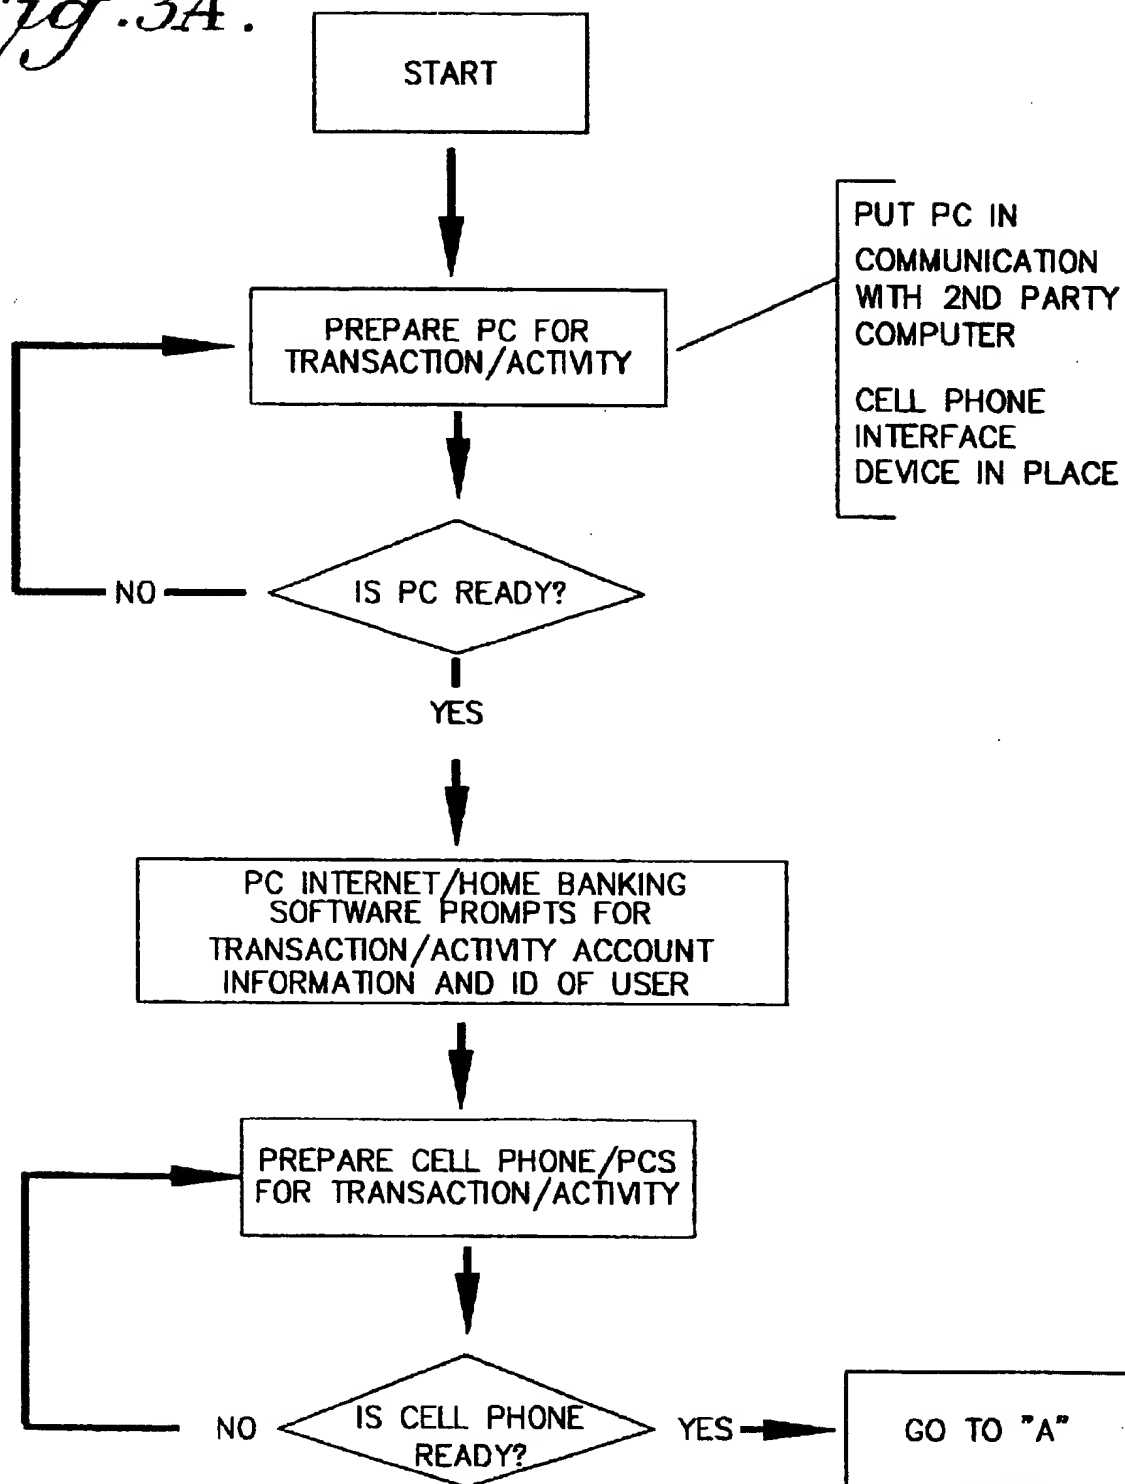 Fig.3A.
START
PREPARE PC FOR
TRANSACTION/ACTIVITY
PUT PC IN
COMMUNICATION
WITH 2ND PARTY
COMPUTER
CELL PHONE
INTERFACE
DEVICE IN PLACE
IS PC READY?
NO
YES
PC INTERNET/HOME BANKING
SOFTWARE PROMPTS FOR
TRANSACTION/ACTIVITY ACCOUNT
INFORMATION AND ID OF USER
PREPARE CELL PHONE/PCS
FOR TRANSACTION/ACTIVITY
IS CELL PHONE
READY?
NO
YES
GO TO "A"